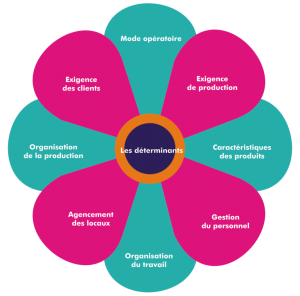 Mode opératoire
Exigence
des clients
Exigence
de production
Organisation
de la production
Les déterminants
Caractéristiques
des produits
Agencement
des locaux
Gestion
du personnel
Organisation
du travail